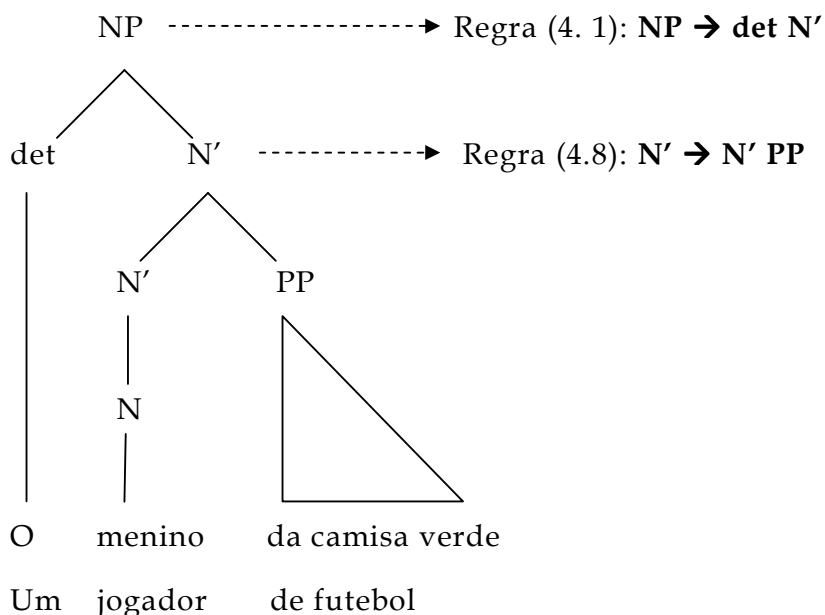 NP Regra (4. 1): NP → det N’
det N’ Regra (4.8): N’ → N’ PP
N’ PP
N
O menino da camisa verde
Um jogador de futebol